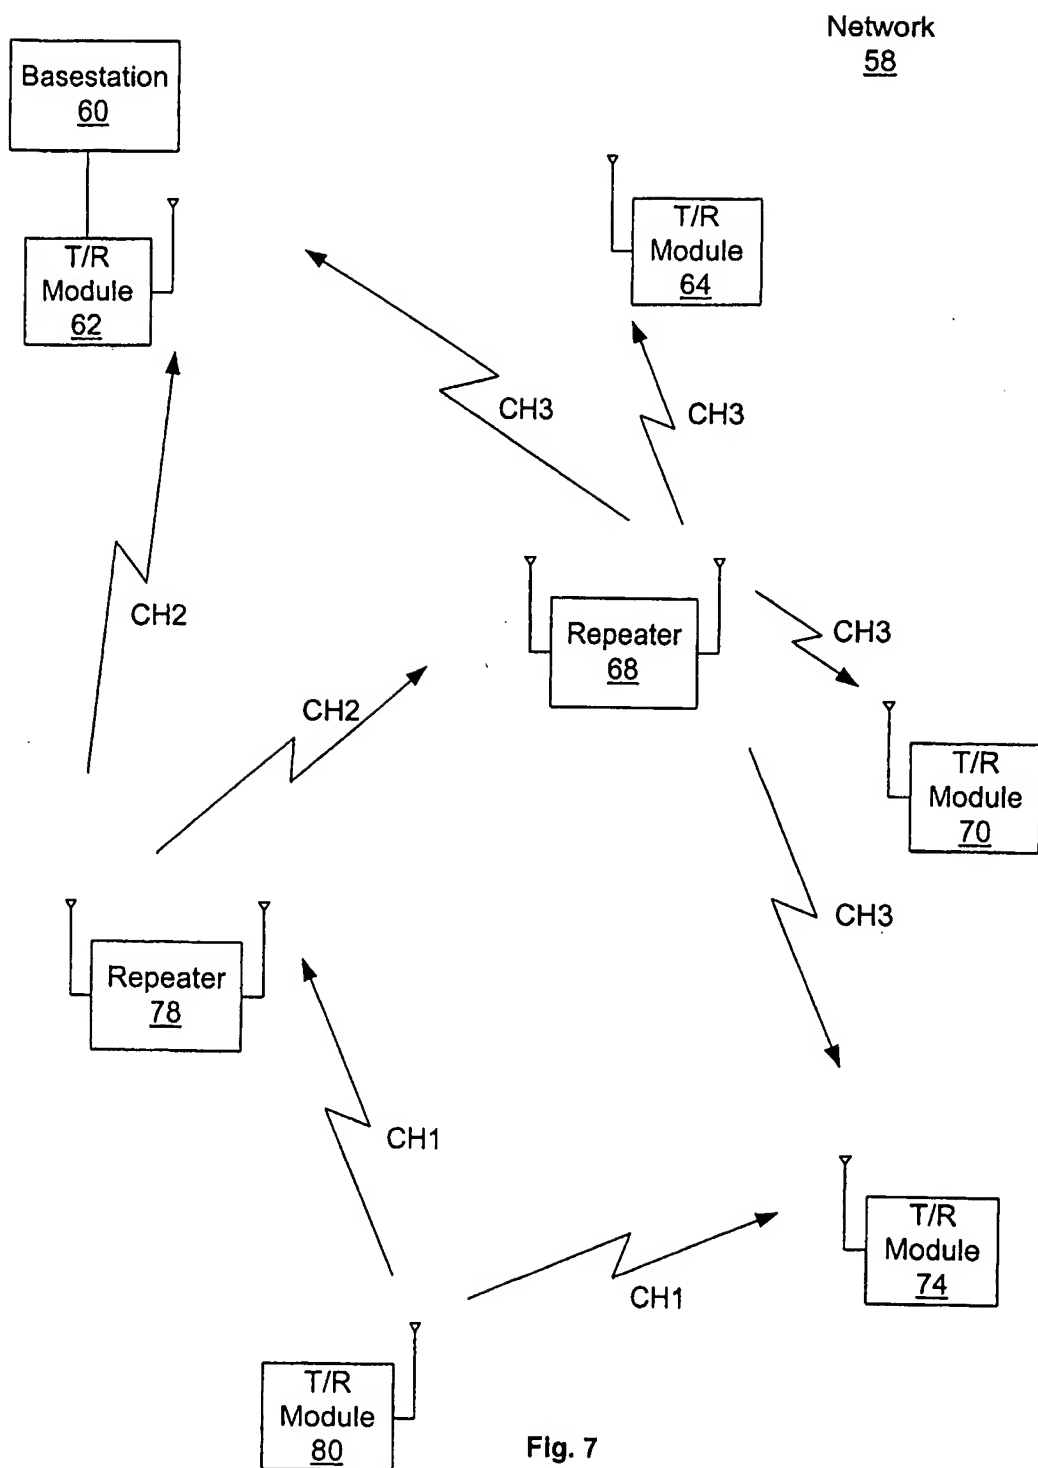 Network
58
Basestation
60
T/R
Module
62
T/R
Module
64
CH3
CH3
CH2
Repeater
68
CH3
CH2
T/R
Module
70
CH3
Repeater
78
CH1
T/R
Module
74
CH1
T/R
Module
80
Fig. 7